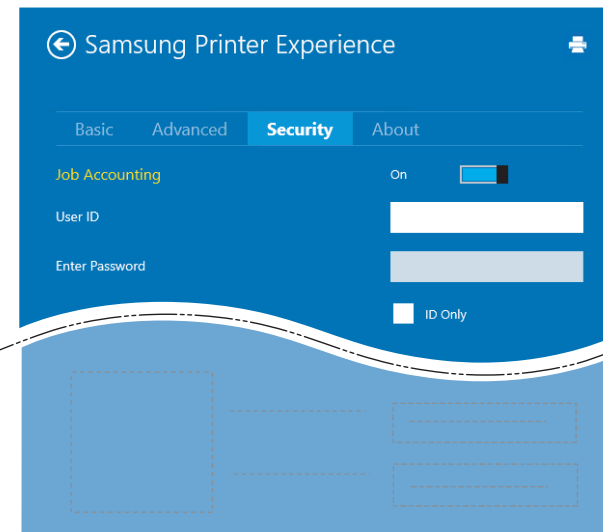 Samsung Printer Experience
Basic Advanced Security About
Job Accounting On
User ID
Enter Password
ID Only